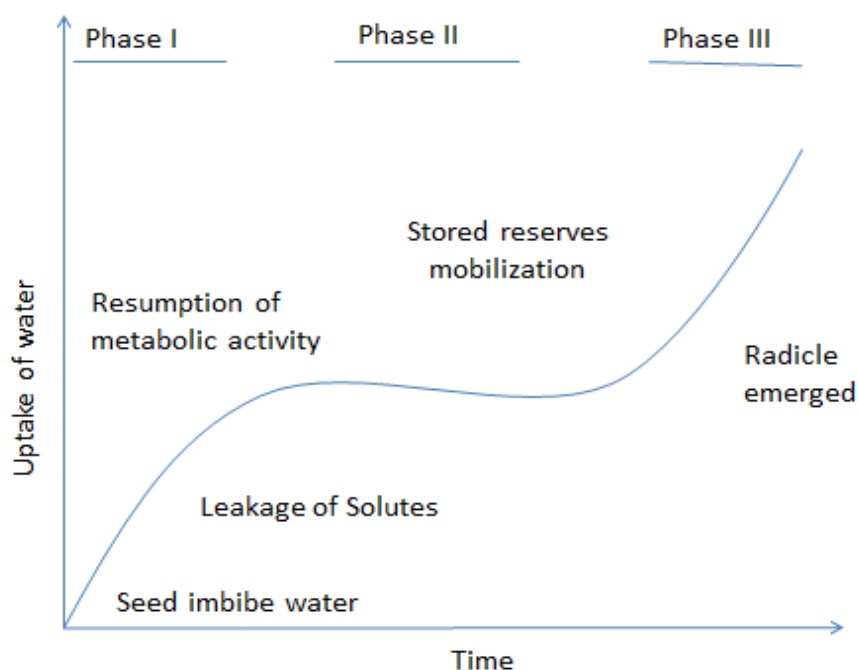 Phase I
Phase II
Phase III
Stored reserves
mobilization
Resumption of
metabolic activity
Radicle
emerged
Uptake of water
Leakage of Solutes
Seed imbibe water
Time